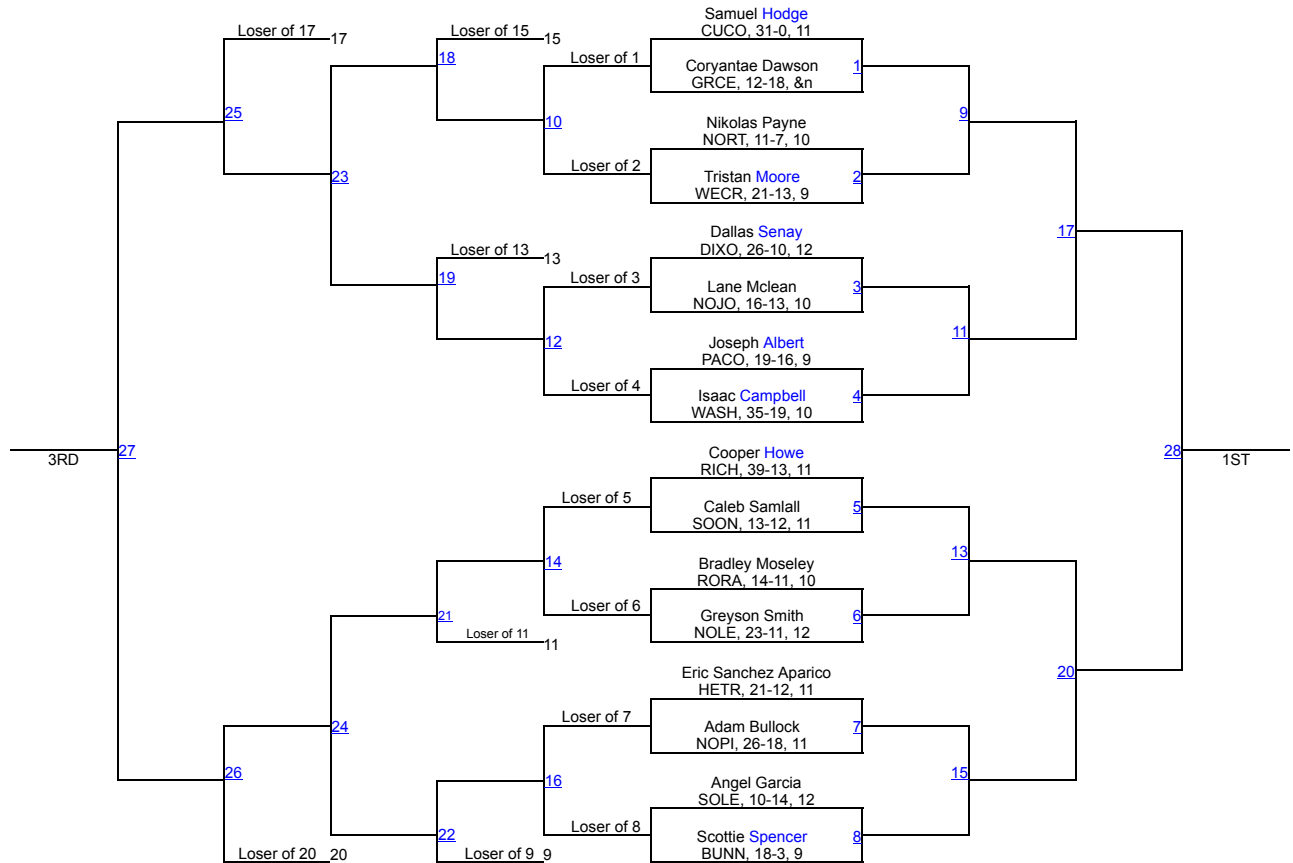 Samuel Hodge
CUCO, 31-0, 11
Loser of 17 17
Loser of 15 15
Loser of 1
18
Coryantae Dawson
GRCE, 12-18, &n
1
25
10
9
Nikolas Payne
NORT, 11-7, 10
Loser of 2
23
Tristan Moore
WECR, 21-13, 9
2
Dallas Senay
DIXO, 26-10, 12
17
Loser of 13 13
19
Loser of 3
Lane Mclean
NOJO, 16-13, 10
3
12
11
Joseph Albert
PACO, 19-16, 9
Loser of 4
Isaac Campbell
WASH, 35-19, 10
4
3RD
27
Cooper Howe
RICH, 39-13, 11
28
1ST
Loser of 5
Caleb Samlall
SOON, 13-12, 11
5
14
13
Bradley Moseley
RORA, 14-11, 10
21
Loser of 6
Greyson Smith
NOLE, 23-11, 12
6
Loser of 11 11
Eric Sanchez Aparico
HETR, 21-12, 11
20
Loser of 7
24
Adam Bullock
NOPI, 26-18, 11
7
26
16
15
Angel Garcia
SOLE, 10-14, 12
22
Loser of 8
Scottie Spencer
BUNN, 18-3, 9
8
Loser of 20 20
Loser of 9 9